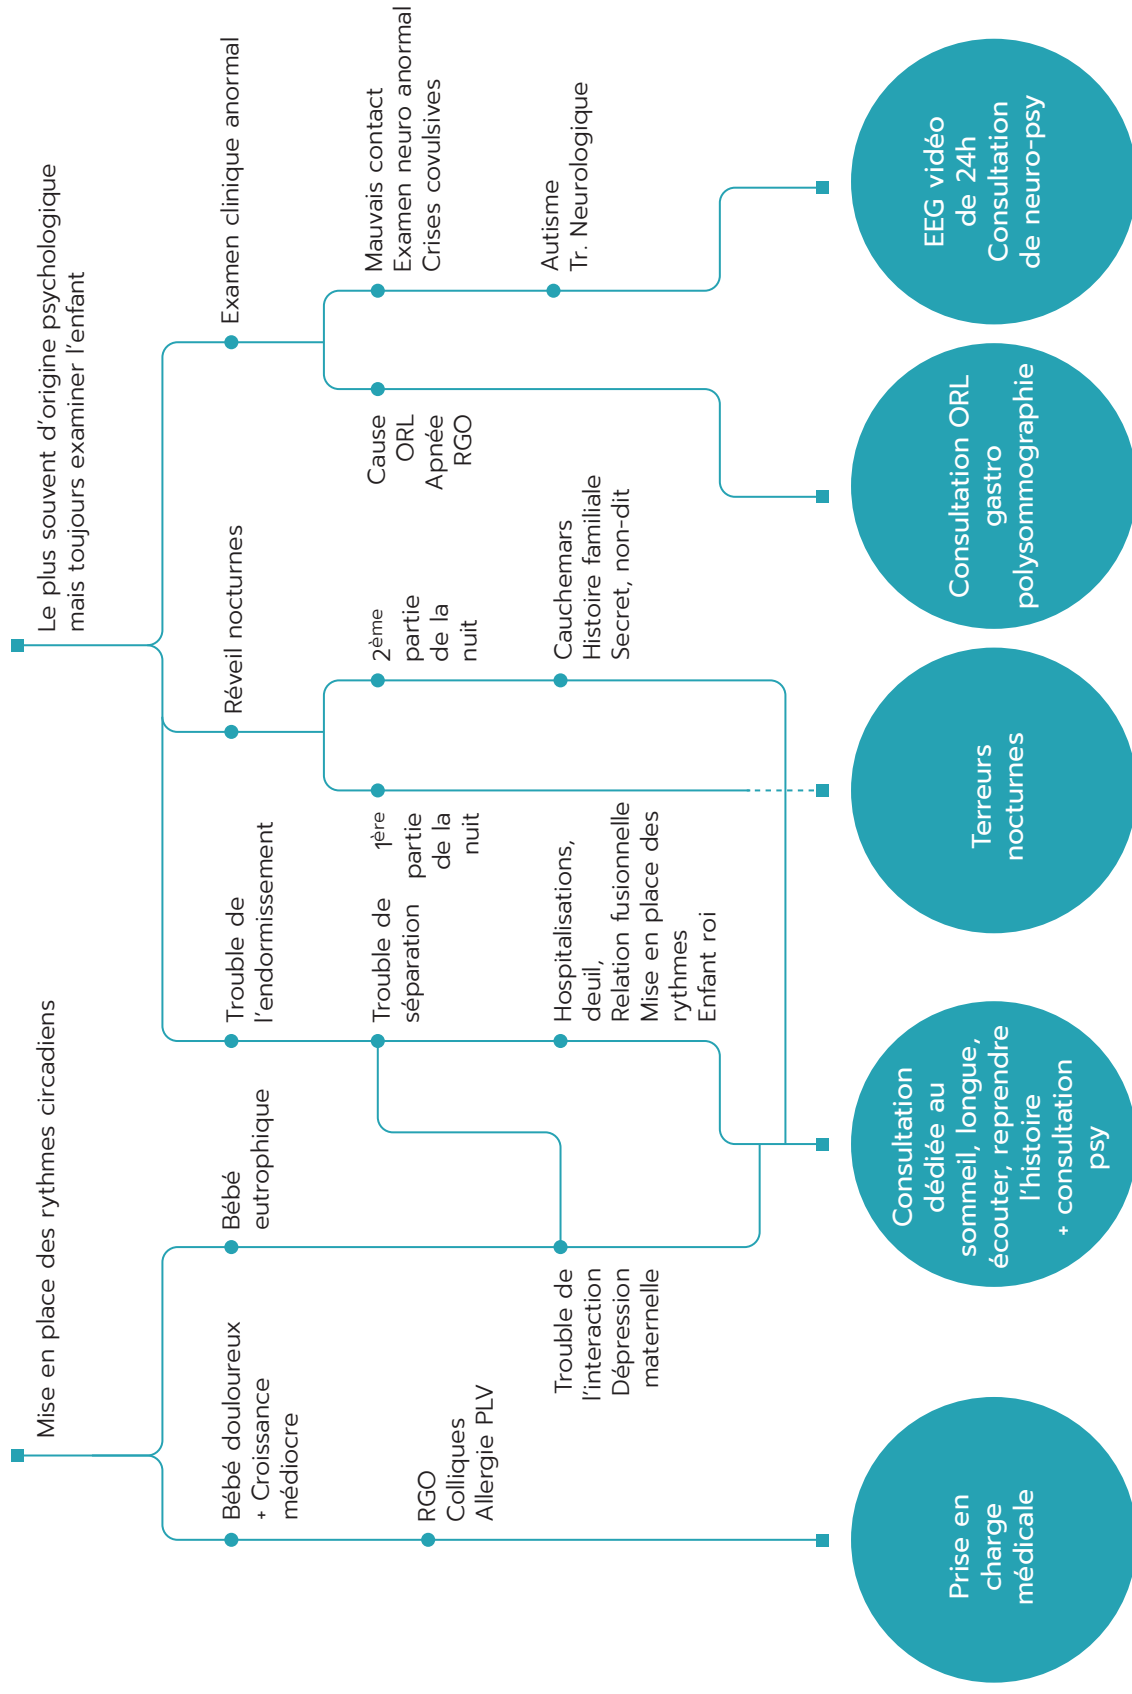 Mise en place des rythmes circadiens
Bébé douloureux
+ Croissance
médiocre
RGO
Colliques
Allergie PLV
Prise en
charge
médicale
Bébé
eutrophique
Trouble de
l'interaction
Dépression
maternelle
Le plus souvent d'origine psychologique
mais toujours examiner l'enfant
Trouble de
l'endormissement
Trouble de
séparation
Hospitalisations,
deuil,
Relation fusionnelle
Mise en place des
rythmes
Enfant roi
Consultation
dédiée au
sommeil, longue,
écouter, reprendre
l'histoire
+ consultation
psy
Réveil nocturnes
1ère
partie
de la
nuit
2ème
partie
de la
nuit
Cauchemars
Histoire familiale
Secret, non-dit
Terreurs
nocturnes
Examen clinique anormal
Cause
ORL
Apnée
RGO
Consultation ORL
gastro
polysommographie
Mauvais contact
Examen neuro anormal
Crises covulsives
Autisme
Tr. Neurologique
EEG vidéo
de 24h
Consultation
de neuro-psy